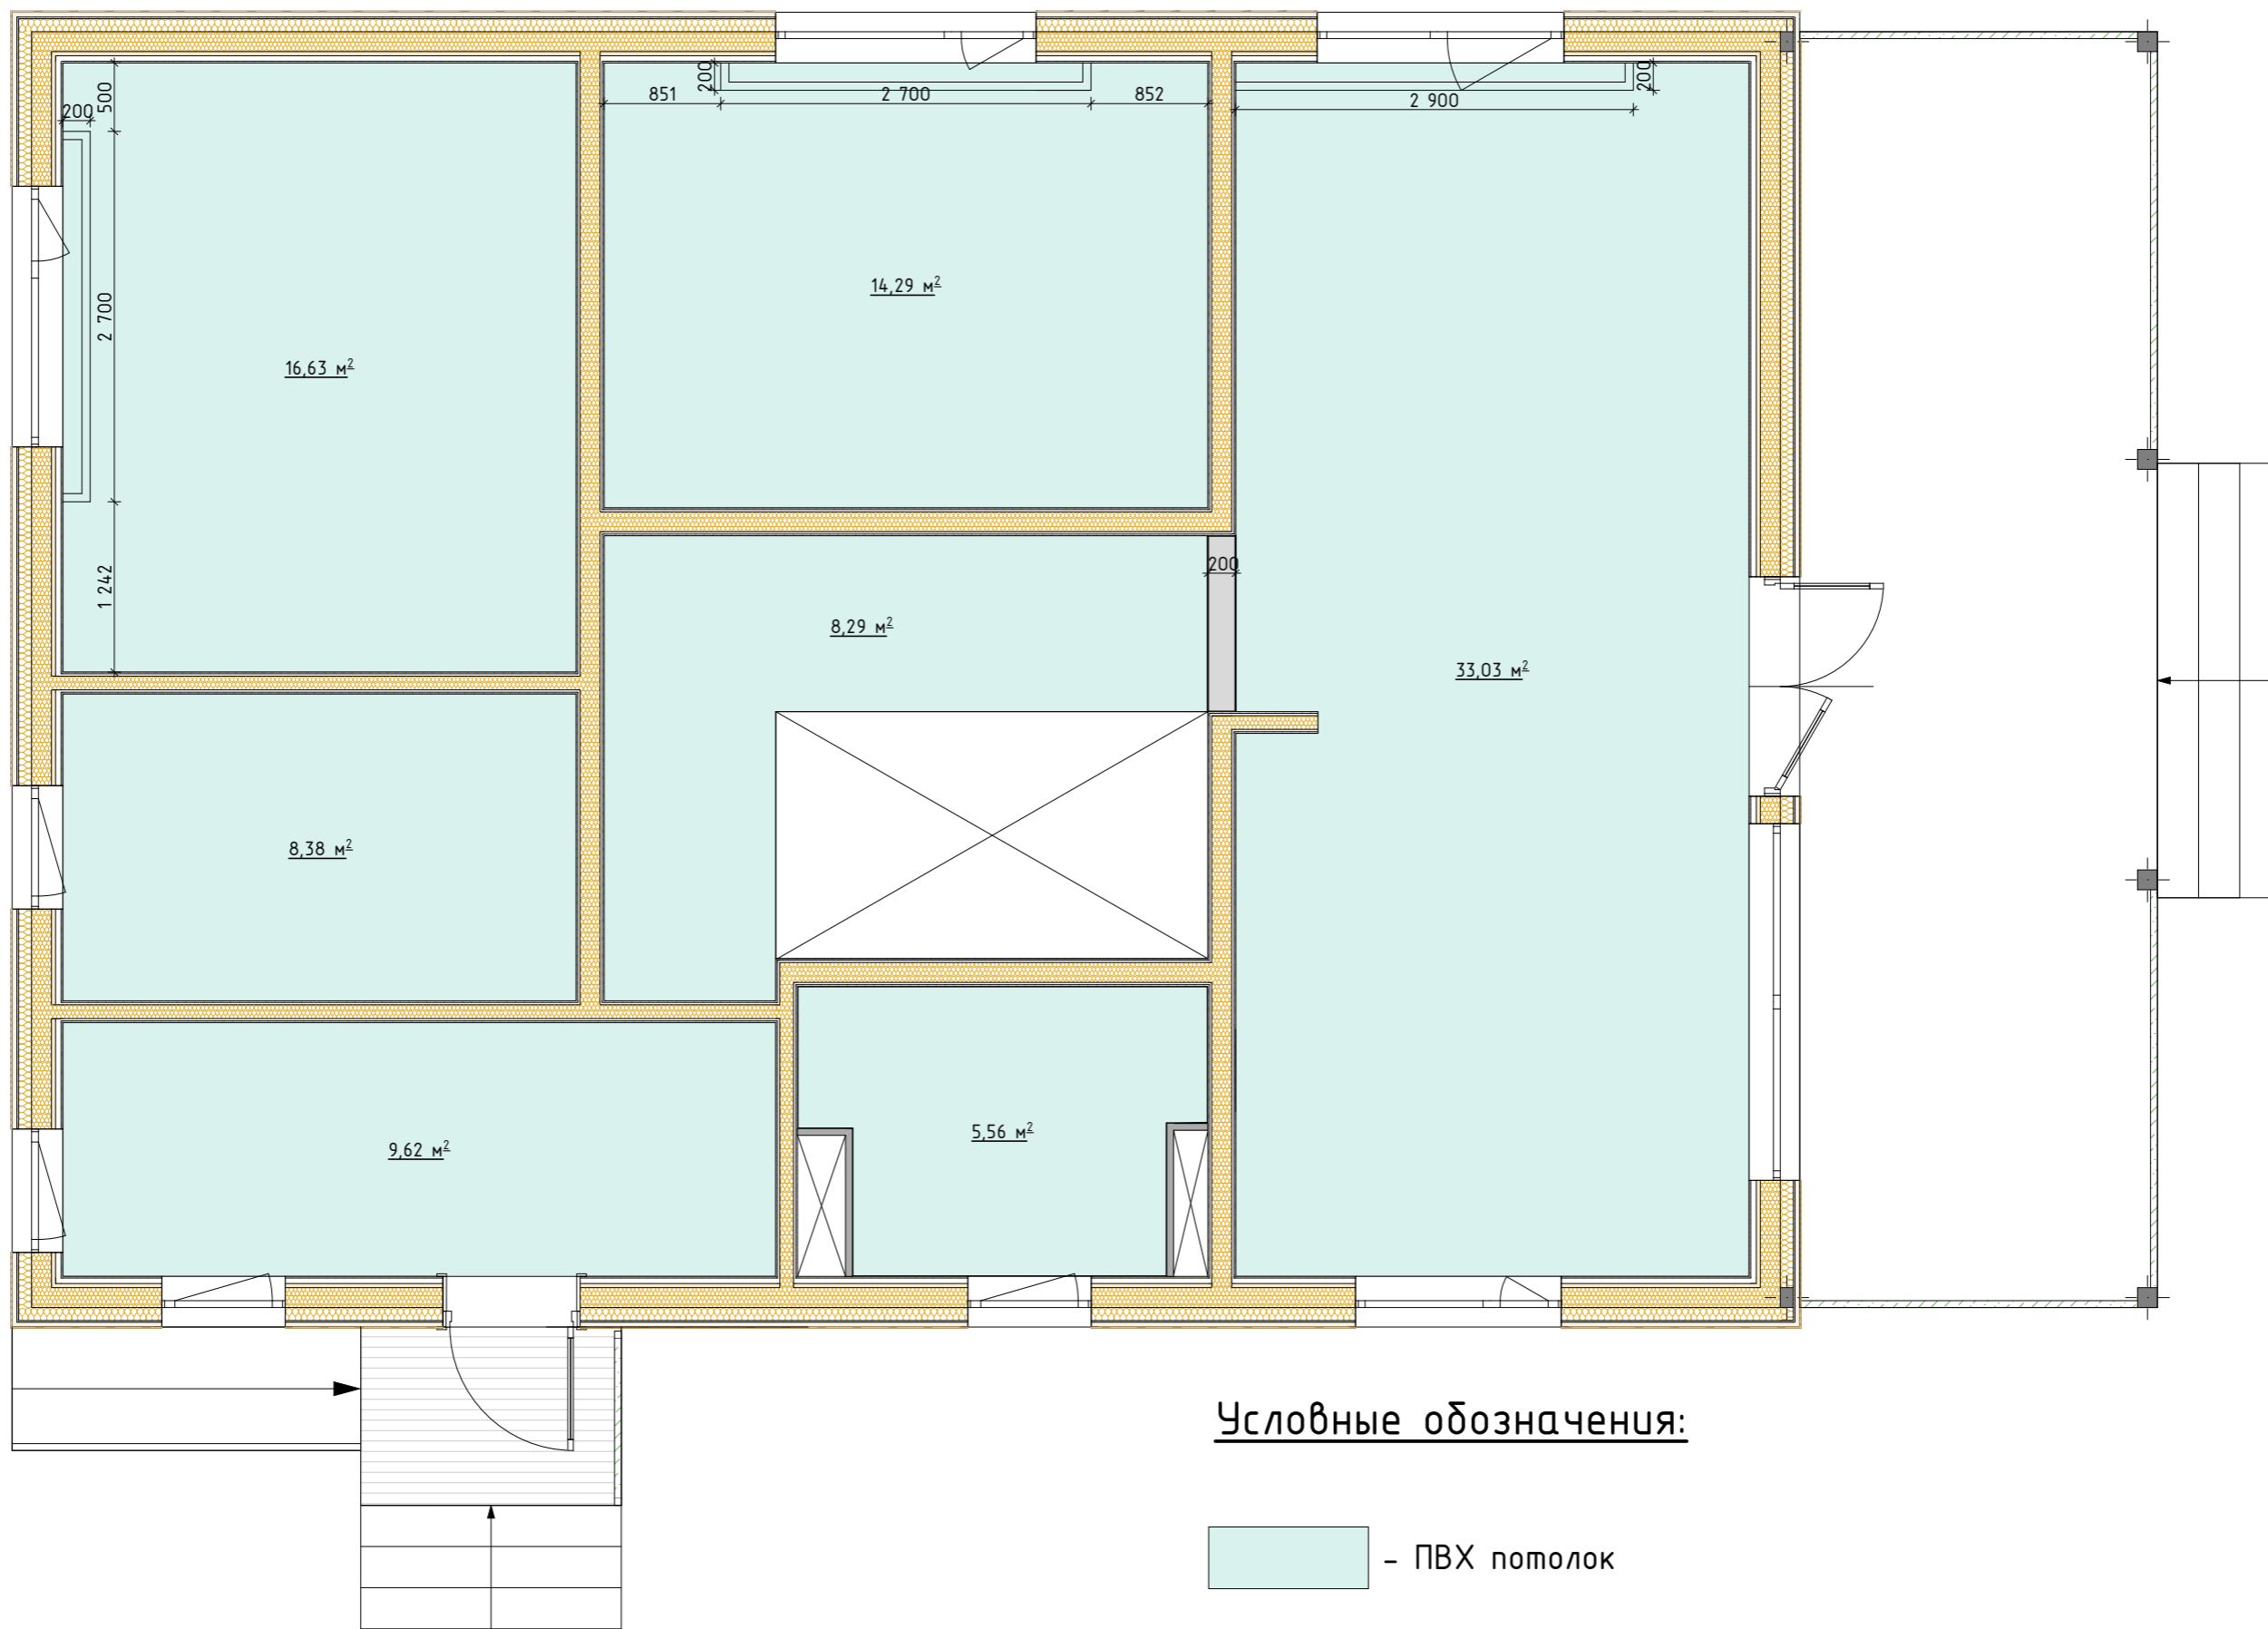 200
500
2 700
1 242
16,63 м²
200
851
2 700
852
14,29 м²
2 900
200
200
8,29 м²
33,03 м²
8,38 м²
9,62 м²
5,56 м²
Условные обозначения:
- ПВХ потолок